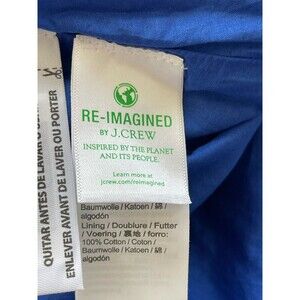 RE-IMAGINED
BY J.CREW
INSPIRED BY THE PLANET
AND ITS PEOPLE.
Learn more at
jcrew.com/reimagined
Baumwolle / Katoen / 綿 /
algodón
Lining / Doublure / Futter
/ Voering / 裏地 / forro:
100% Cotton / Coton /
Baumwolle / Katoen / 綿 /
algodón
QUITAR ANTES DE LAVAR O
ENLEVER AVANT DE LAVER OU PORTER